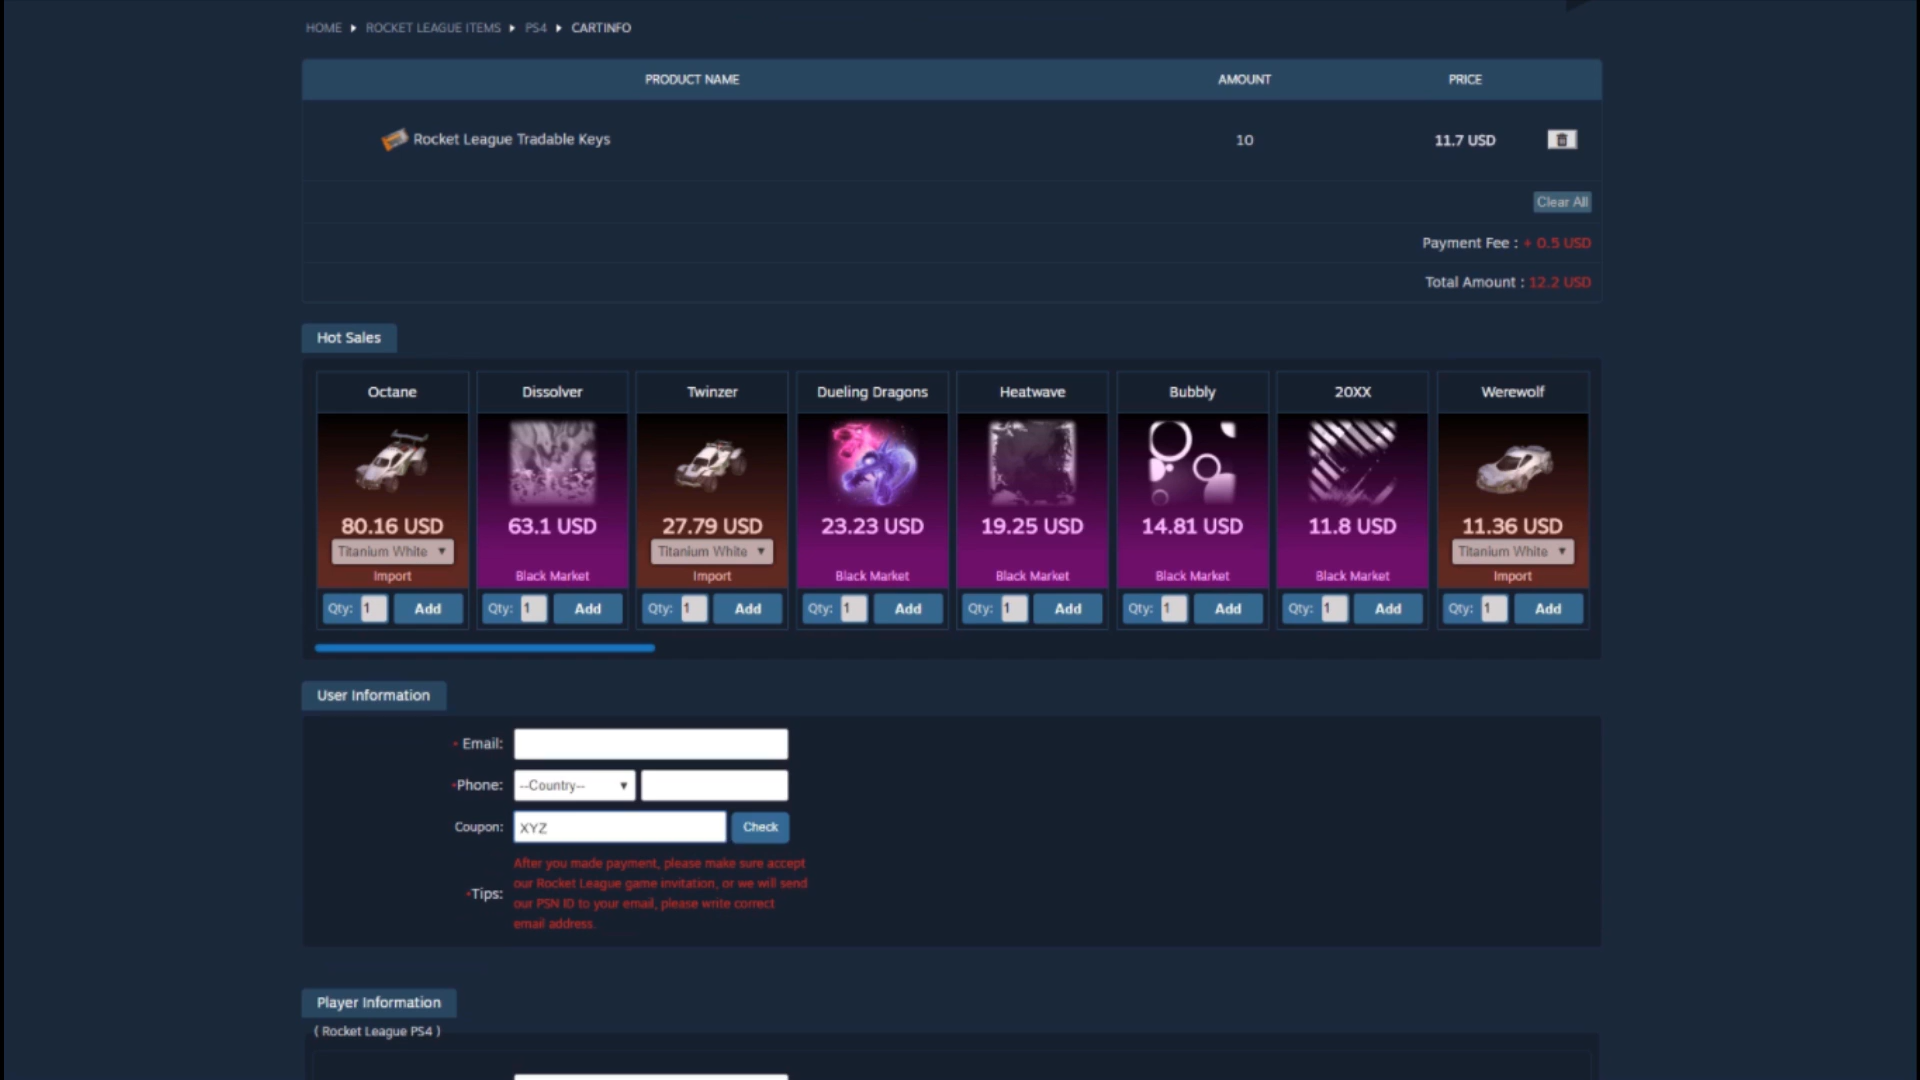 HOME ▸ ROCKET LEAGUE ITEMS ▸ PS4 ▸ CARTINFO
PRODUCT NAME AMOUNT PRICE
Rocket League Tradable Keys 10 11.7 USD
Clear All
Payment Fee : + 0.5 USD
Total Amount : 12.2 USD
Hot Sales
Octane Dissolver Twinzer Dueling Dragons Heatwave Bubbly 20XX Werewolf
80.16 USD 63.1 USD 27.79 USD 23.23 USD 19.25 USD 14.81 USD 11.8 USD 11.36 USD
Titanium White ▼ Titanium White ▼ Titanium White ▼
Import Black Market Import Black Market Black Market Black Market Black Market Import
Qty: 1 Add Qty: 1 Add Qty: 1 Add Qty: 1 Add Qty: 1 Add Qty: 1 Add Qty: 1 Add Qty: 1 Add
User Information
* Email:
*Phone: --Country-- ▼
Coupon: XYZ Check
*Tips: After you made payment, please make sure accept
our Rocket League game invitation, or we will send
our PSN ID to your email, please write correct
email address.
Player Information
( Rocket League PS4 )